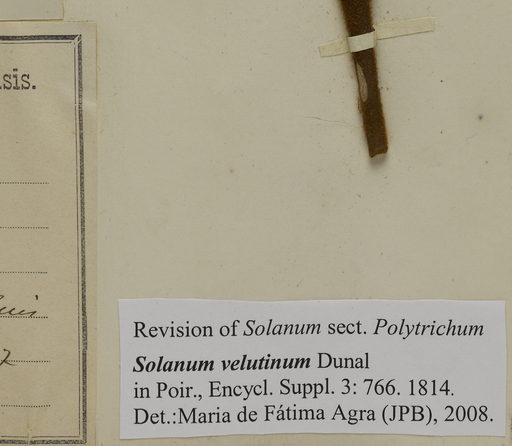 sis.
Revision of Solanum sect. Polytrichum
Solanum velutinum Dunal
in Poir., Encycl. Suppl. 3: 766. 1814.
Det.:Maria de Fátima Agra (JPB), 2008.